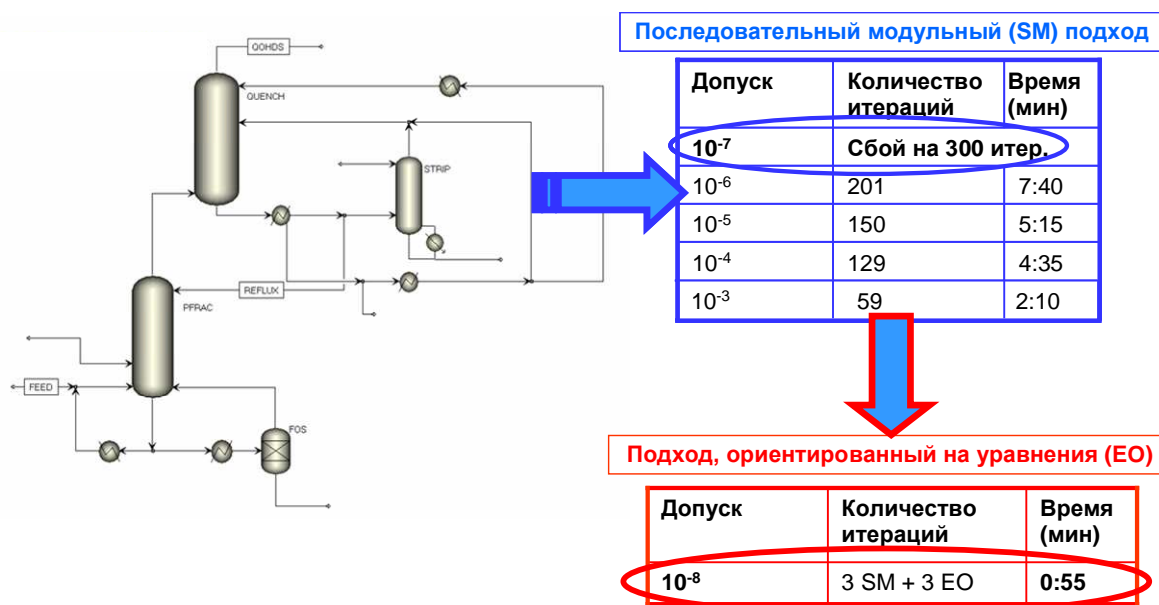 QOHDS
QUENCH
STRIP
REFLUX
PFRAC
FEED
FOS
Последовательный модульный (SM) подход
Допуск Количество итераций Время (мин)
10-7 Сбой на 300 итер.
10-6 201 7:40
10-5 150 5:15
10-4 129 4:35
10-3 59 2:10
Подход, ориентированный на уравнения (EO)
Допуск Количество итераций Время (мин)
10-8 3 SM + 3 EO 0:55